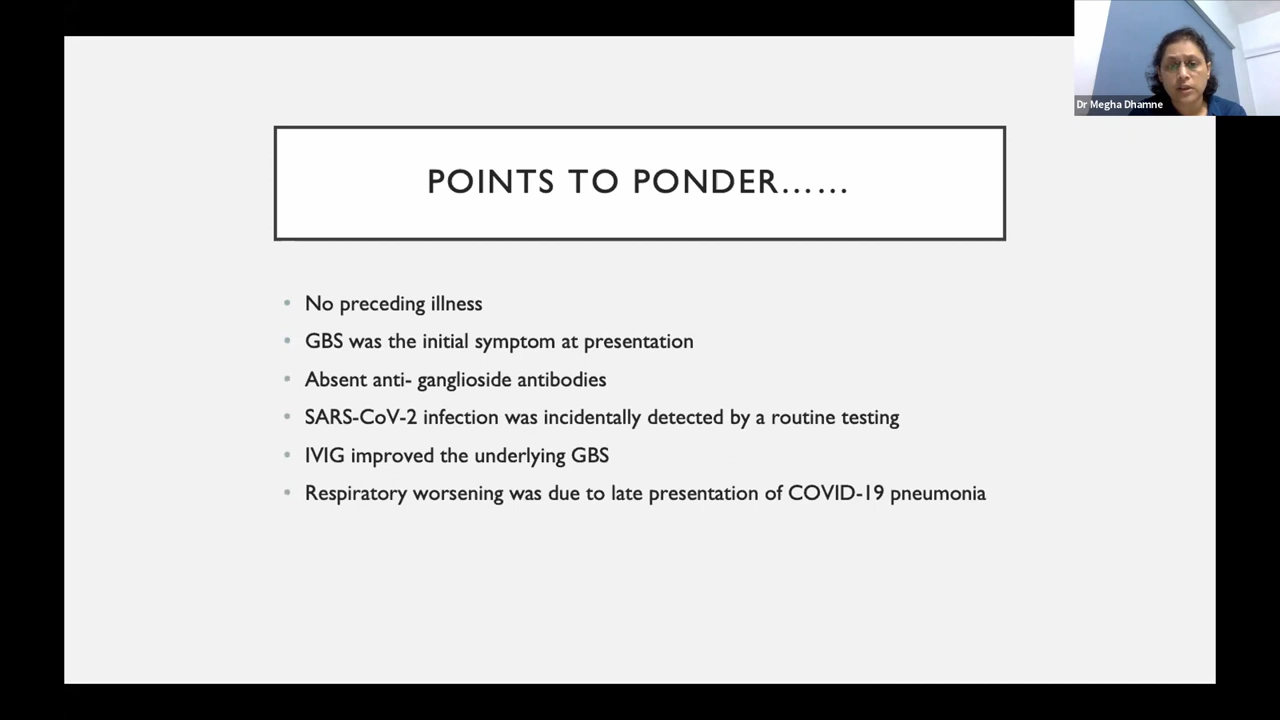 Dr Megha Dhamne
POINTS TO PONDER......
• No preceding illness
• GBS was the initial symptom at presentation
• Absent anti- ganglioside antibodies
• SARS-CoV-2 infection was incidentally detected by a routine testing
• IVIG improved the underlying GBS
• Respiratory worsening was due to late presentation of COVID-19 pneumonia